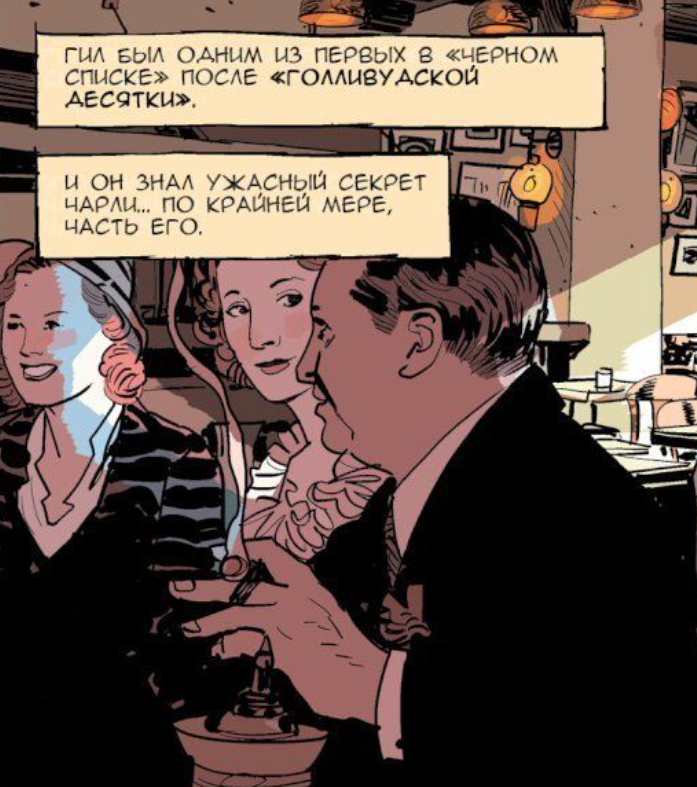 ГИЛ БЫЛ ОДНИМ ИЗ ПЕРВЫХ В «ЧЕРНОМ
СПИСКЕ» ПОСЛЕ «ГОЛЛИВУДСКОЙ
ДЕСЯТКИ».
И ОН ЗНАЛ УЖАСНЫЙ СЕКРЕТ
ЧАРЛИ... ПО КРАЙНЕЙ МЕРЕ,
ЧАСТЬ ЕГО.